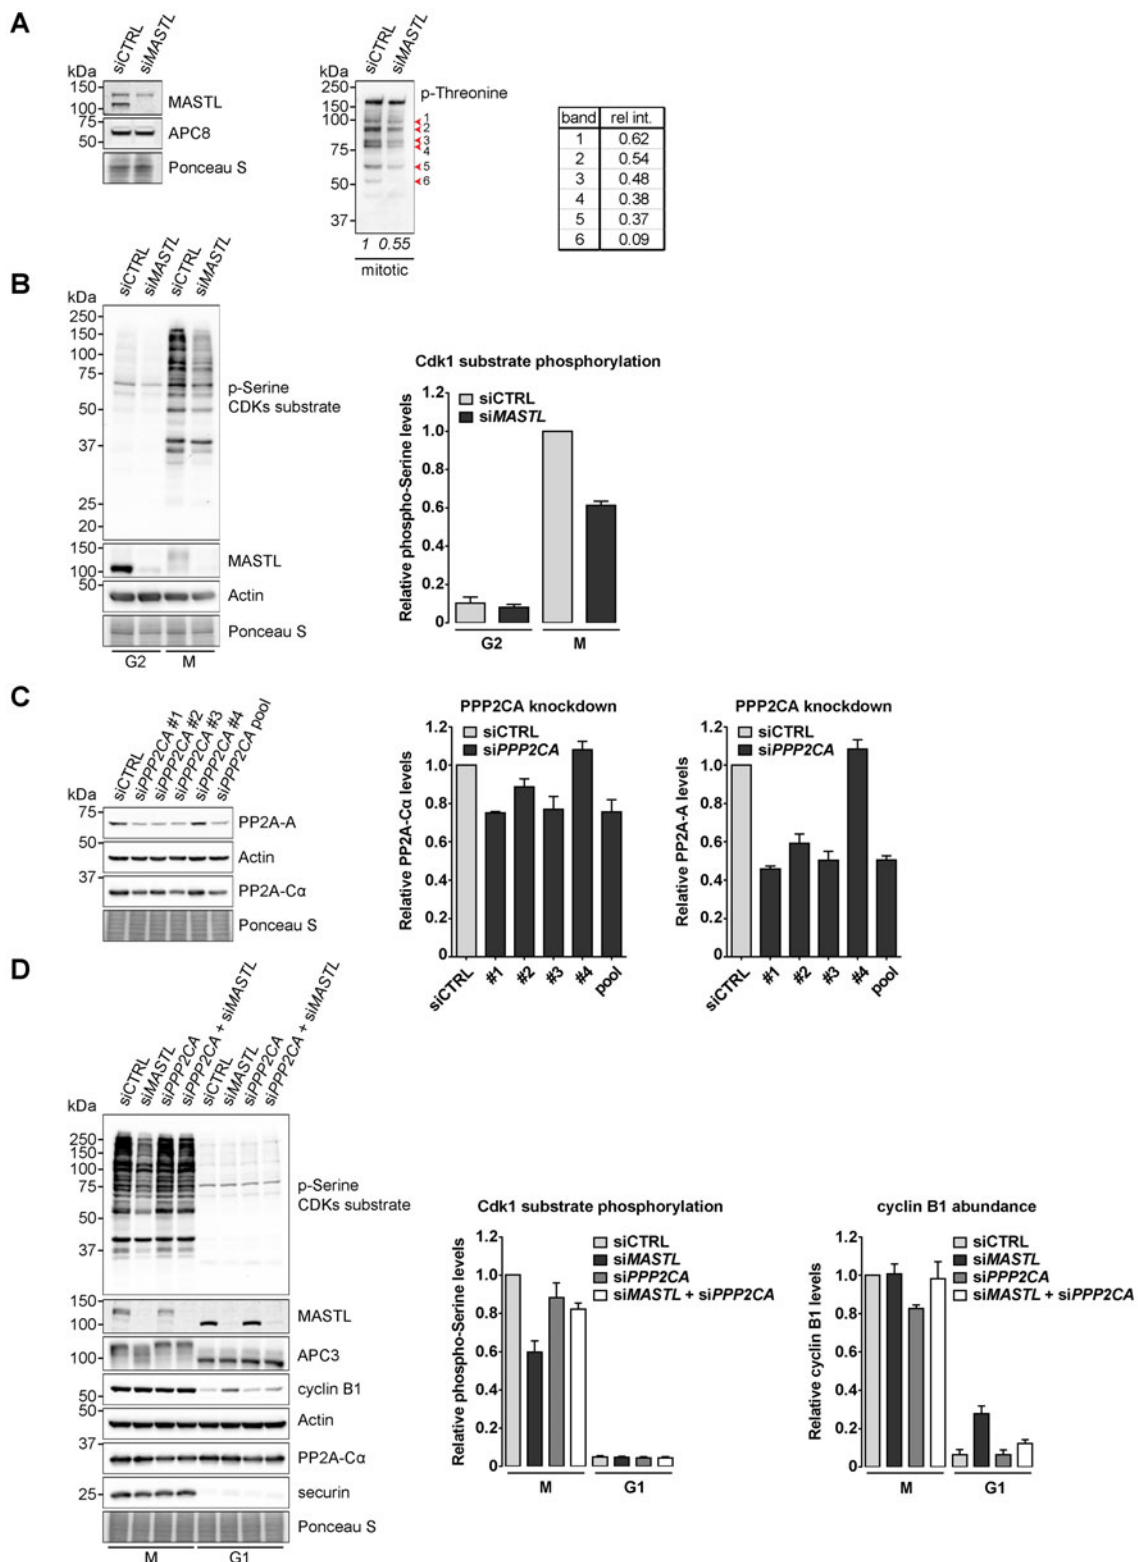 A
siCTRL
siMASTL
kDa
150
100
MASTL
75
50
APC8
Ponceau S
siCTRL
siMASTL
kDa
250
150
100
75
50
37
p-Threonine
1
2
3
4
5
6
1 0.55
mitotic
band rel int.
1 0.62
2 0.54
3 0.48
4 0.38
5 0.37
6 0.09
B
siCTRL
siMASTL
siCTRL
siMASTL
kDa
250
150
100
75
50
37
25
20
p-Serine
CDKs substrate
150
100
MASTL
50
Actin
Ponceau S
G2 M
Cdk1 substrate phosphorylation
Relative phospho-Serine levels
1.2
1.0
0.8
0.6
0.4
0.2
0
siCTRL
siMASTL
G2 M
C
siCTRL
siPPP2CA #1
siPPP2CA #2
siPPP2CA #3
siPPP2CA #4
siPPP2CA pool
kDa
75
PP2A-A
50
Actin
37
PP2A-Cα
Ponceau S
PPP2CA knockdown
Relative PP2A-Cα levels
1.2
1.0
0.8
0.6
0.4
0.2
0
siCTRL
siPPP2CA
siCTRL #1 #2 #3 #4 pool
PPP2CA knockdown
Relative PP2A-A levels
1.2
1.0
0.8
0.6
0.4
0.2
0
siCTRL
siPPP2CA
siCTRL #1 #2 #3 #4 pool
D
siCTRL
siMASTL
siPPP2CA
siPPP2CA + siMASTL
siCTRL
siMASTL
siPPP2CA
siPPP2CA + siMASTL
kDa
250
150
100
75
50
37
p-Serine
CDKs substrate
150
100
MASTL
100
APC3
50
cyclin B1
50
Actin
37
PP2A-Cα
25
securin
Ponceau S
M G1
Cdk1 substrate phosphorylation
Relative phospho-Serine levels
1.2
1.0
0.8
0.6
0.4
0.2
0
siCTRL
siMASTL
siPPP2CA
siMASTL + siPPP2CA
M G1
cyclin B1 abundance
Relative cyclin B1 levels
1.2
1.0
0.8
0.6
0.4
0.2
0
siCTRL
siMASTL
siPPP2CA
siMASTL + siPPP2CA
M G1